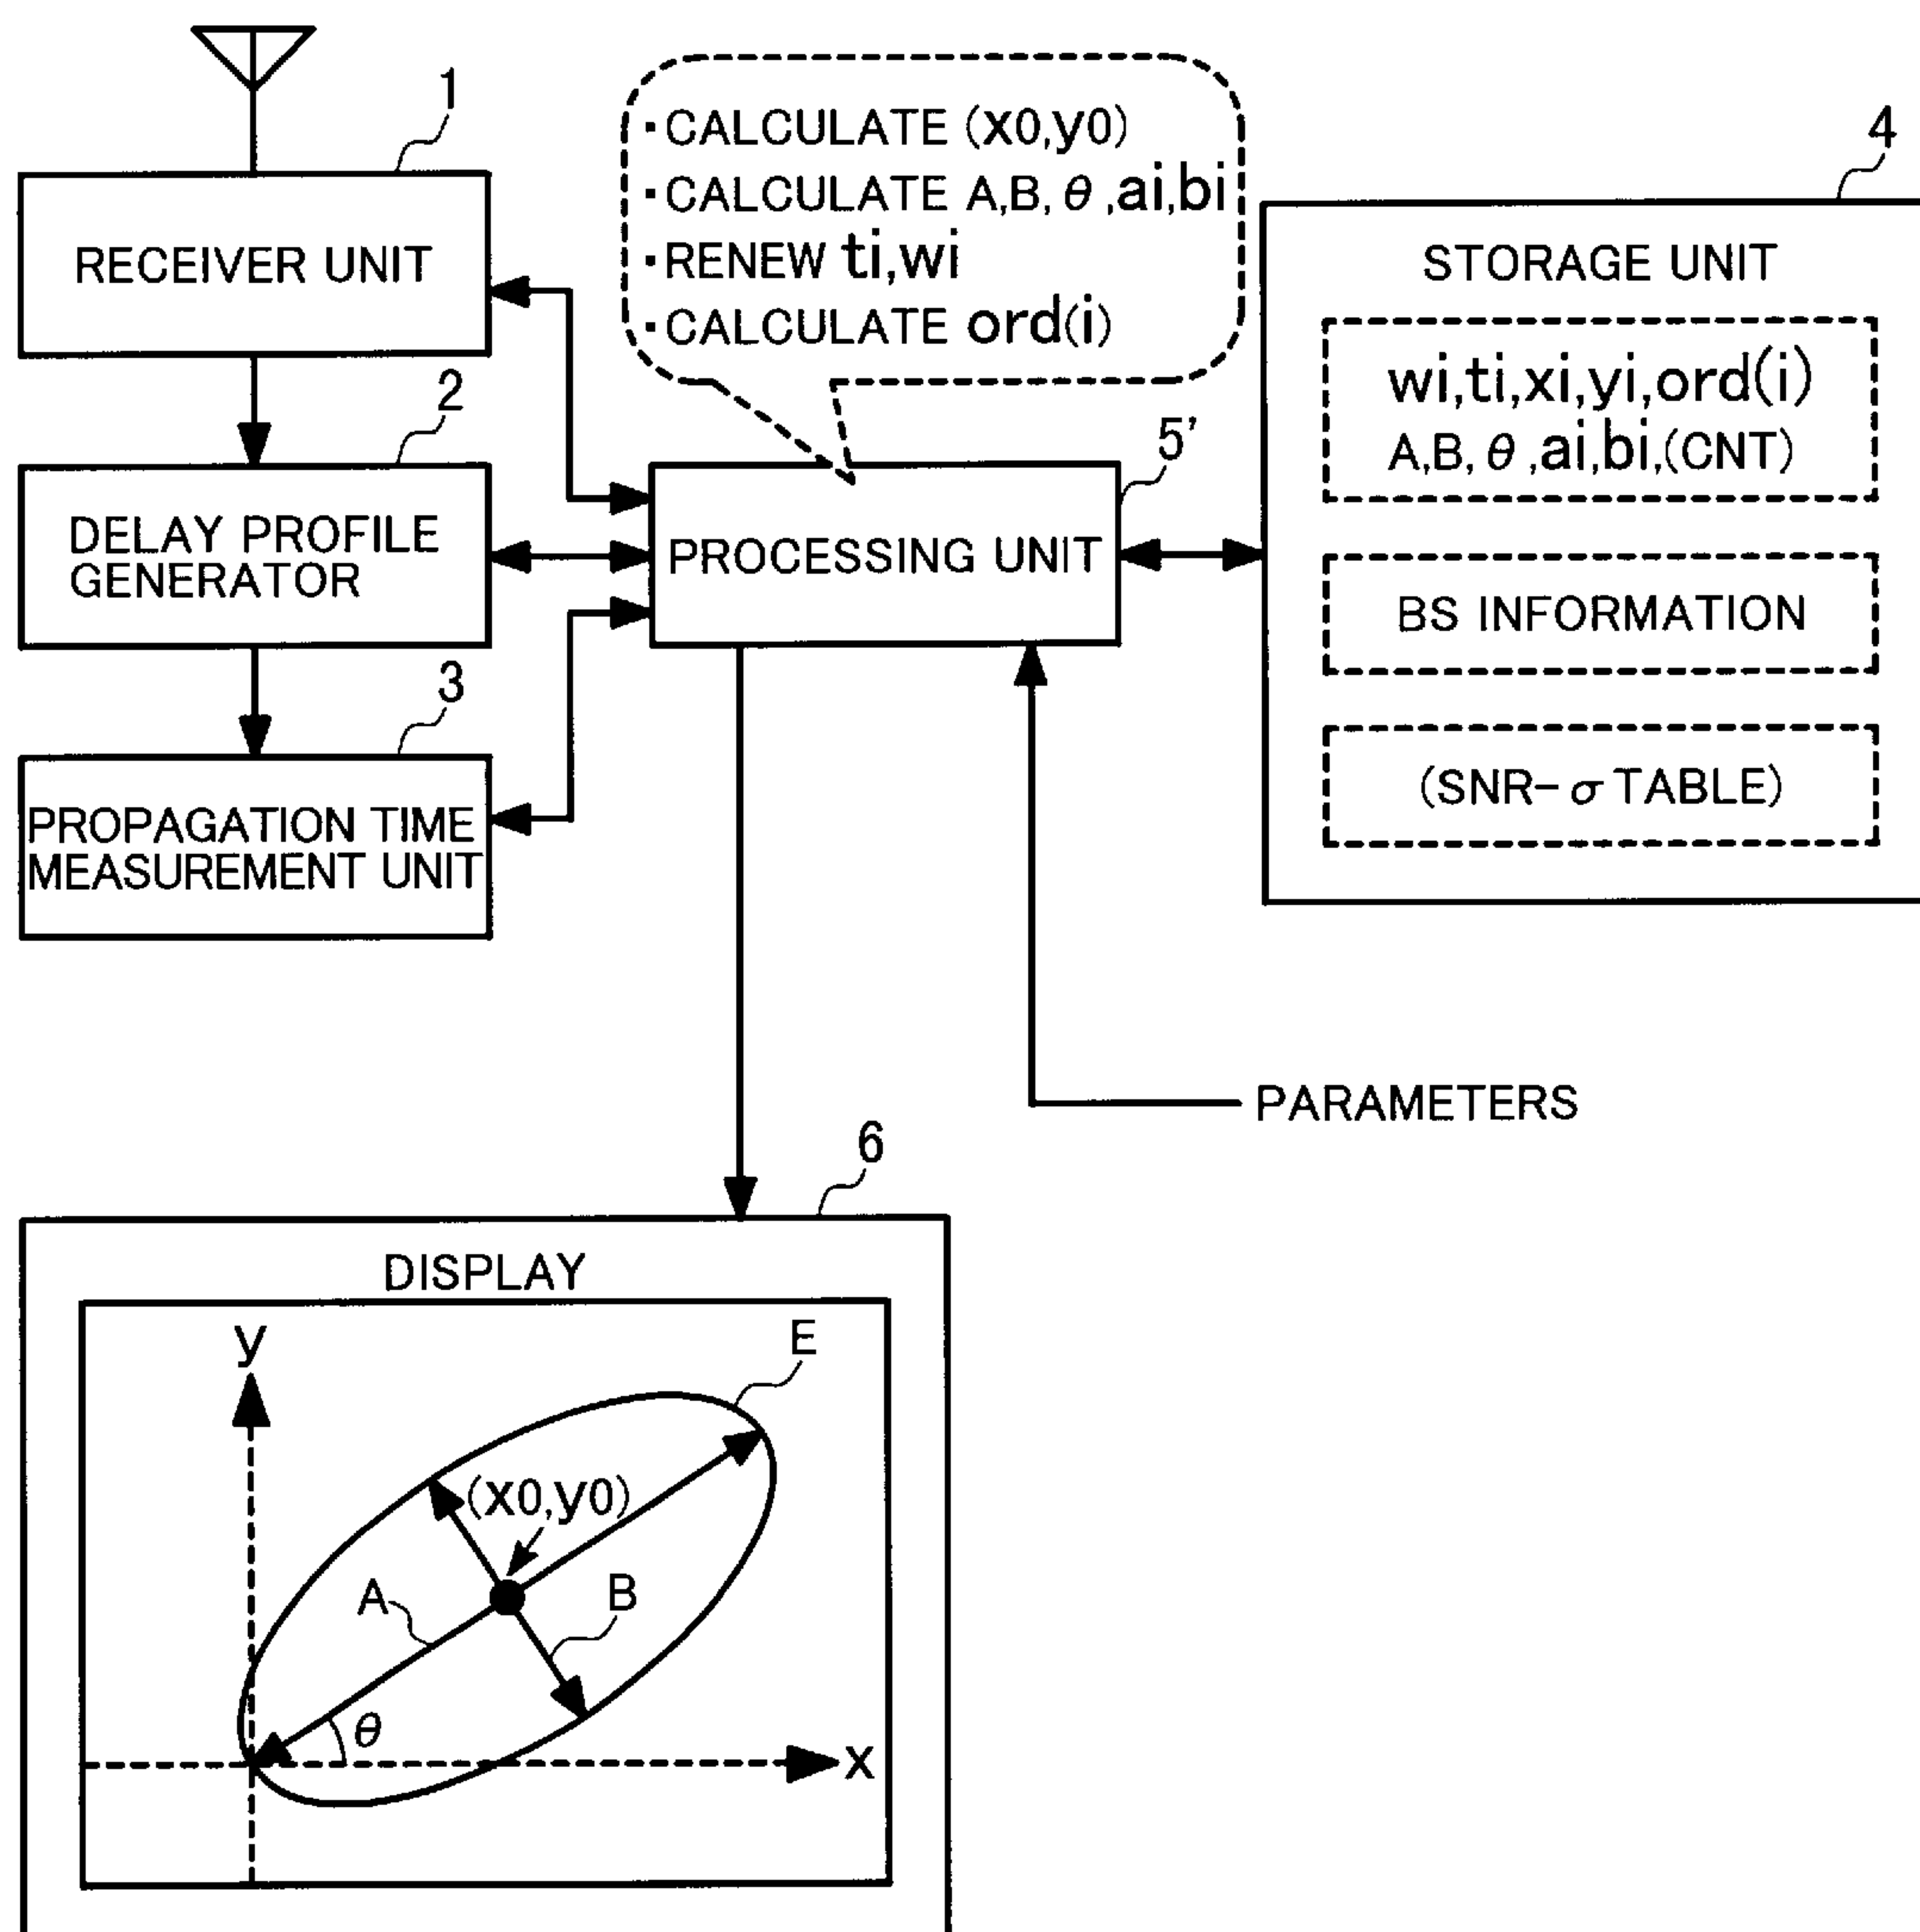 1
RECEIVER UNIT
2
DELAY PROFILE
GENERATOR
3
PROPAGATION TIME
MEASUREMENT UNIT
▪CALCULATE (x0,y0)
▪CALCULATE A,B, θ ,ai,bi
▪RENEW ti,wi
▪CALCULATE ord(i)
5'
PROCESSING UNIT
4
STORAGE UNIT
wi,ti,xi,yi,ord(i)
A,B, θ ,ai,bi,(CNT)
BS INFORMATION
(SNR- σ TABLE)
PARAMETERS
6
DISPLAY
y
E
(x0,y0)
A
B
θ
x